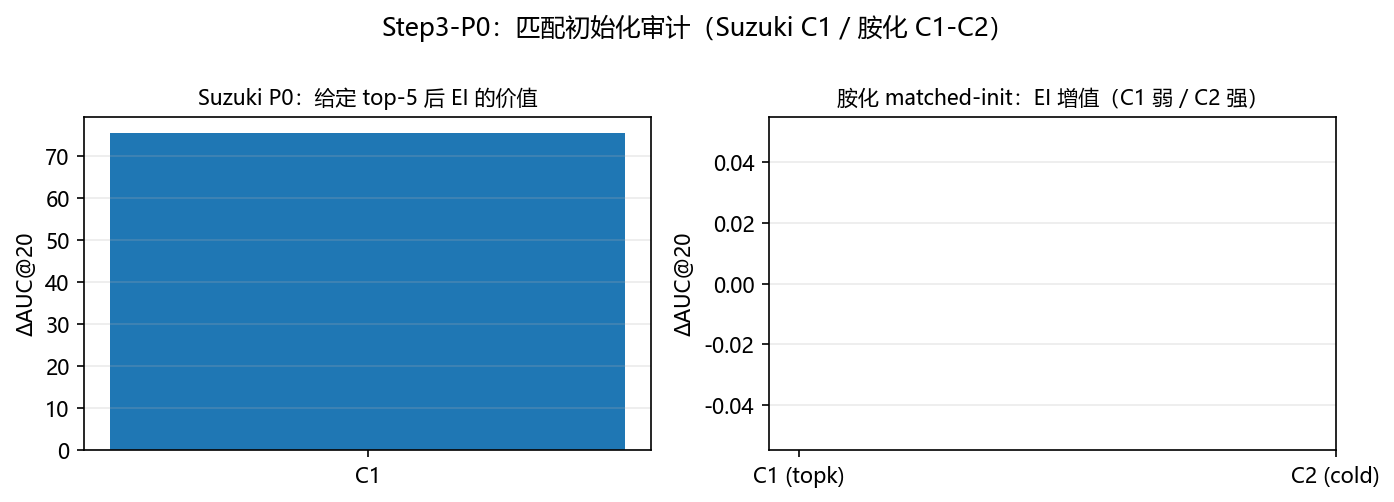 Step3-P0：匹配初始化审计（Suzuki C1 / 胺化 C1-C2）
Suzuki P0：给定 top-5 后 EI 的价值
ΔAUC@20
70
60
50
40
30
20
10
0
C1
胺化 matched-init：EI 增值（C1 弱 / C2 强）
ΔAUC@20
0.04
0.02
0.00
-0.02
-0.04
C1 (topk)
C2 (cold)